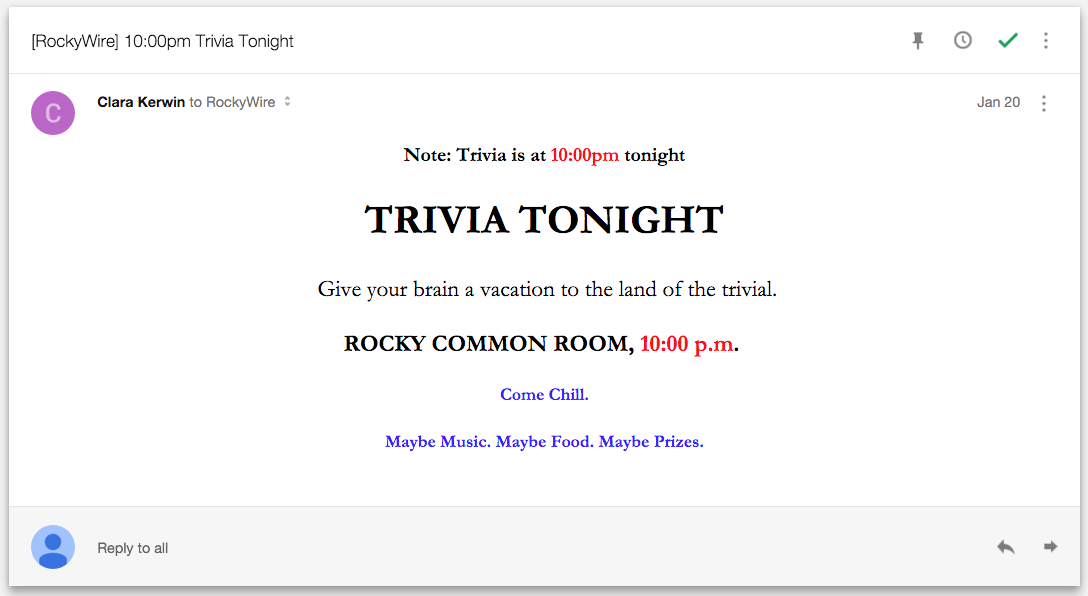 [RockyWire] 10:00pm Trivia Tonight
C
Clara Kerwin to RockyWire
Jan 20
Note: Trivia is at 10:00pm tonight
TRIVIA TONIGHT
Give your brain a vacation to the land of the trivial.
ROCKY COMMON ROOM, 10:00 p.m.
Come Chill.
Maybe Music. Maybe Food. Maybe Prizes.
Reply to all